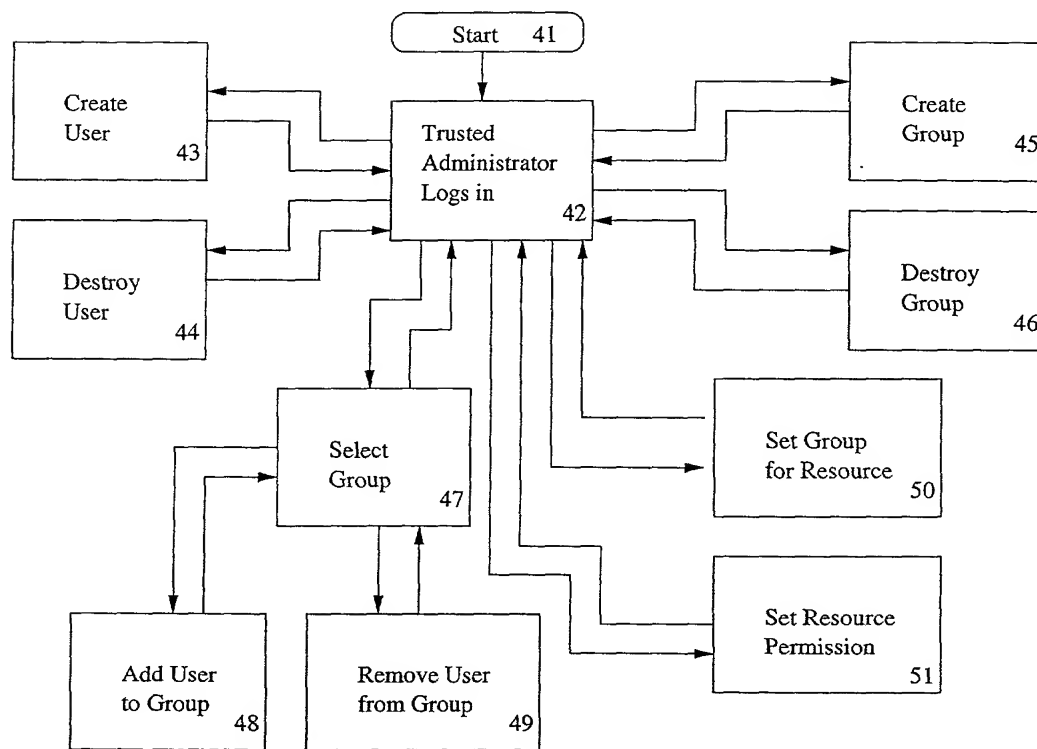 Start 41
Create
User
43
Trusted
Administrator
Logs in
42
Create
Group
45
Destroy
User
44
Destroy
Group
46
Select
Group
47
Set Group
for Resource
50
Add User
to Group
48
Remove User
from Group
49
Set Resource
Permission
51